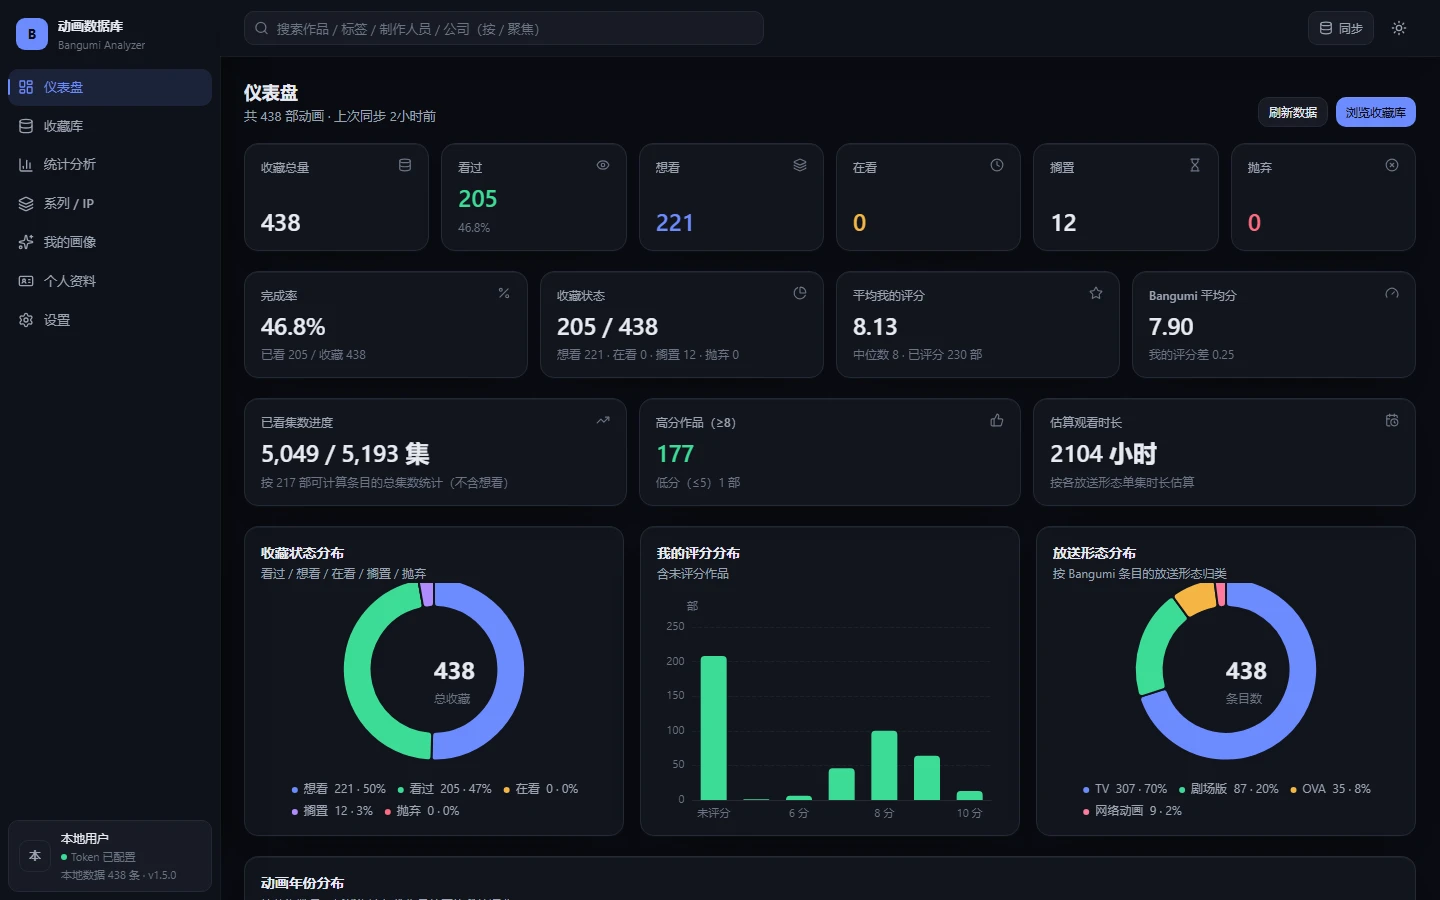 B
动画数据库
Bangumi Analyzer
搜索作品 / 标签 / 制作人员 / 公司（按 / 聚焦）
同步
仪表盘
收藏库
统计分析
系列 / IP
我的画像
个人资料
设置
仪表盘
共 438 部动画 · 上次同步 2小时前
刷新数据
浏览收藏库
收藏总量
438
看过
205
46.8%
想看
221
在看
0
搁置
12
抛弃
0
完成率
46.8%
已看 205 / 收藏 438
收藏状态
205 / 438
想看 221 · 在看 0 · 搁置 12 · 抛弃 0
平均我的评分
8.13
中位数 8 · 已评分 230 部
Bangumi 平均分
7.90
我的评分差 0.25
已看集数进度
5,049 / 5,193 集
按 217 部可计算条目的总集数统计（不含想看）
高分作品（≥8）
177
低分（≤5）1 部
估算观看时长
2104 小时
按各放送形态单集时长估算
收藏状态分布
看过 / 想看 / 在看 / 搁置 / 抛弃
438
总收藏
想看 221 · 50% 看过 205 · 47% 在看 0 · 0%
搁置 12 · 3% 抛弃 0 · 0%
我的评分分布
含未评分作品
部
250
200
150
100
50
0
未评分 6 分 8 分 10 分
放送形态分布
按 Bangumi 条目的放送形态归类
438
条目数
TV 307 · 70% 剧场版 87 · 20% OVA 35 · 8%
网络动画 9 · 2%
本
本地用户
Token 已配置
本地数据 438 条 · v1.5.0
动画年份分布